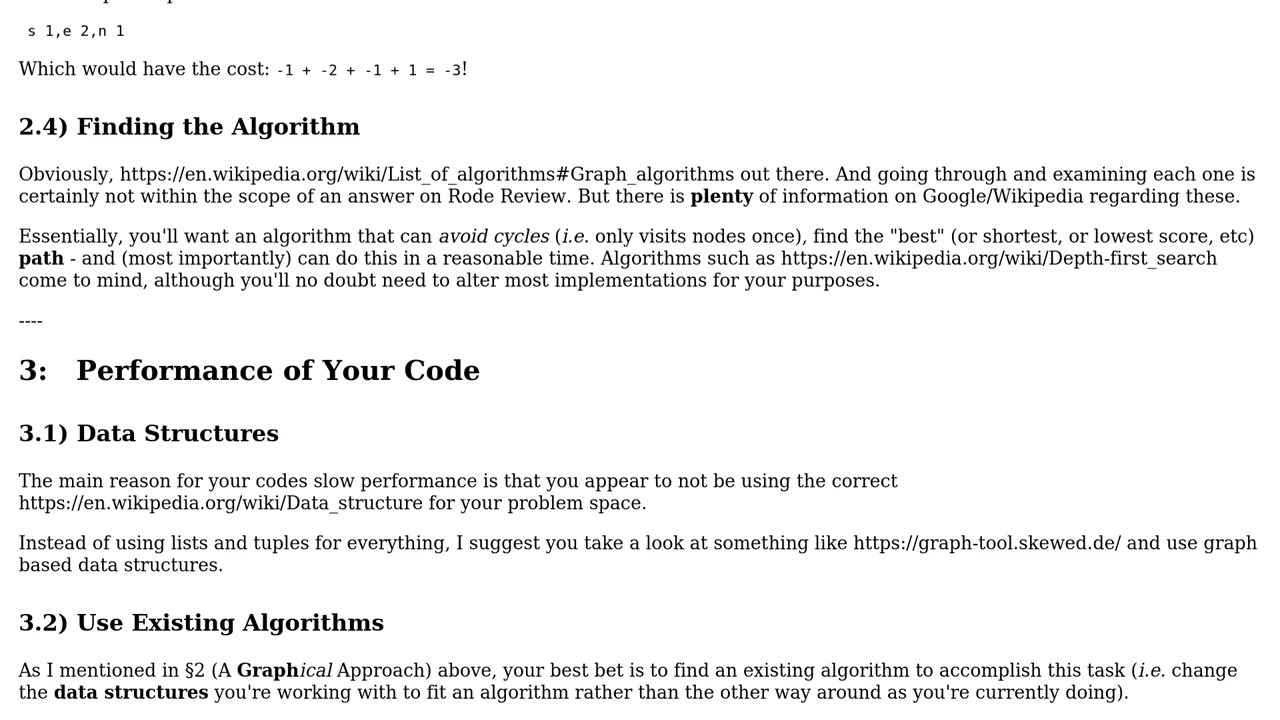 s 1,e 2,n 1
Which would have the cost: -1 + -2 + -1 + 1 = -3!
2.4) Finding the Algorithm
Obviously, https://en.wikipedia.org/wiki/List_of_algorithms#Graph_algorithms out there. And going through and examining each one is
certainly not within the scope of an answer on Rode Review. But there is plenty of information on Google/Wikipedia regarding these.
Essentially, you'll want an algorithm that can avoid cycles (i.e. only visits nodes once), find the "best" (or shortest, or lowest score, etc)
path - and (most importantly) can do this in a reasonable time. Algorithms such as https://en.wikipedia.org/wiki/Depth-first_search
come to mind, although you'll no doubt need to alter most implementations for your purposes.
----
3: Performance of Your Code
3.1) Data Structures
The main reason for your codes slow performance is that you appear to not be using the correct
https://en.wikipedia.org/wiki/Data_structure for your problem space.
Instead of using lists and tuples for everything, I suggest you take a look at something like https://graph-tool.skewed.de/ and use graph
based data structures.
3.2) Use Existing Algorithms
As I mentioned in §2 (A Graphical Approach) above, your best bet is to find an existing algorithm to accomplish this task (i.e. change
the data structures you're working with to fit an algorithm rather than the other way around as you're currently doing).